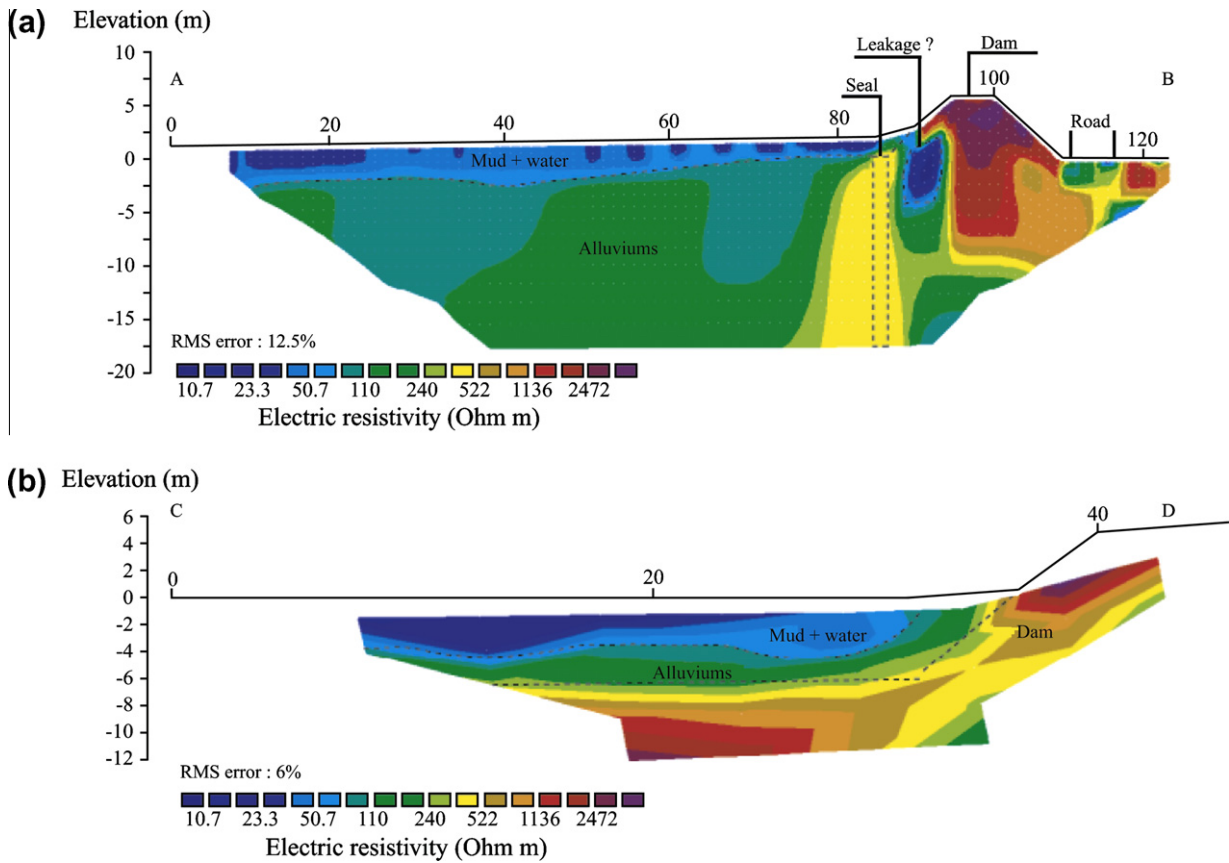 (a) Elevation (m)
10
5
0
-5
-10
-15
-20
A
B
0
20
40
60
80
100
120
Leakage ?
Dam
Seal
Road
Mud + water
Alluviums
RMS error : 12.5%
10.7 23.3 50.7 110 240 522 1136 2472
Electric resistivity (Ohm m)
(b) Elevation (m)
6
4
2
0
-2
-4
-6
-8
-10
-12
C
D
0
20
40
Mud + water
Dam
Alluviums
RMS error : 6%
10.7 23.3 50.7 110 240 522 1136 2472
Electric resistivity (Ohm m)